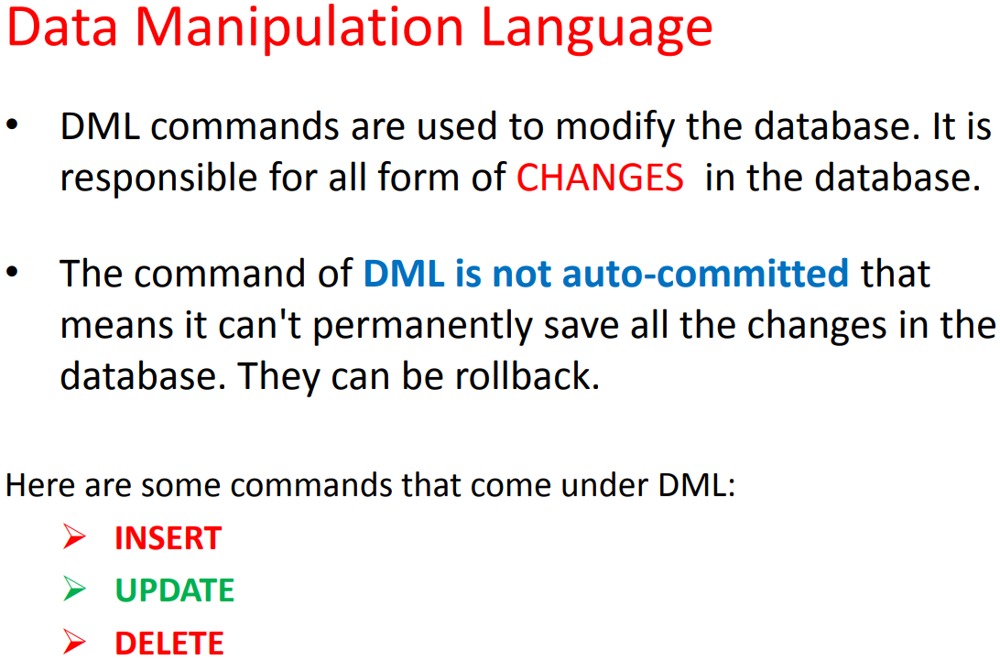 Data Manipulation Language
• DML commands are used to modify the database. It is
responsible for all form of CHANGES in the database.
• The command of DML is not auto-committed that
means it can't permanently save all the changes in the
database. They can be rollback.
Here are some commands that come under DML:
➢ INSERT
➢ UPDATE
➢ DELETE